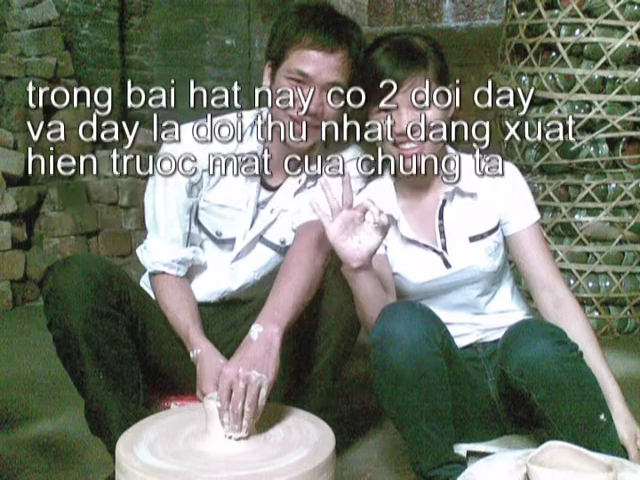 trong bai hat nay co 2 doi day
va day la doi thu nhat dang xuat
hien truoc mat cua chung ta